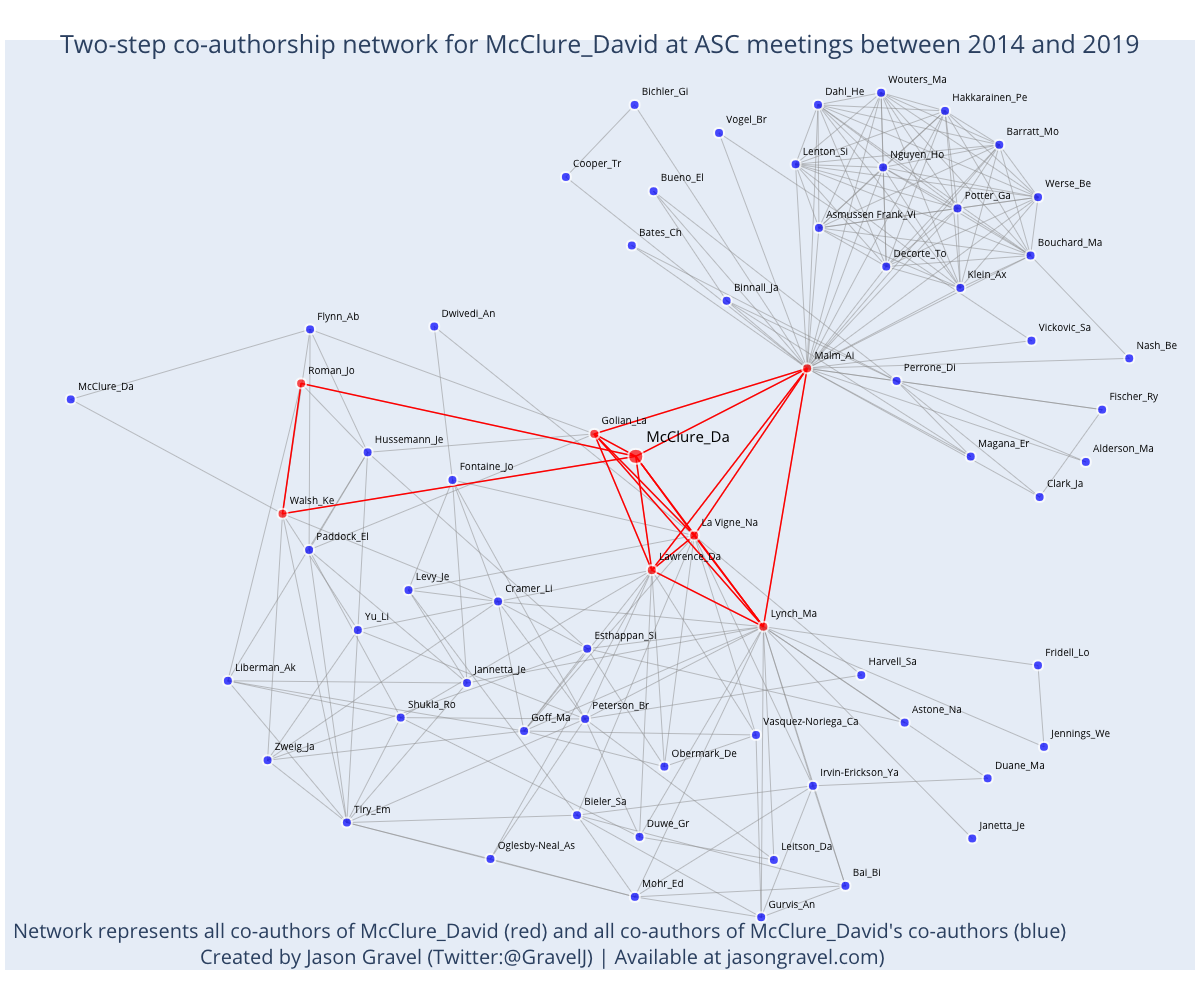 Two-step co-authorship network for McClure_David at ASC meetings between 2014 and 2019
Wouters_Ma
Bichler_Gi
Dahl_He
Hakkarainen_Pe
Vogel_Br
Barratt_Mo
Lenton_Si
Nguyen_Ho
Cooper_Tr
Bueno_El
Werse_Be
Potter_Ga
Asmussen Frank_Vi
Bates_Ch
Bouchard_Ma
Decorte_To
Klein_Ax
Binnall_Ja
Flynn_Ab
Dwivedi_An
Vickovic_Sa
Nash_Be
Malm_Ai
Roman_Jo
Perrone_Di
McClure_Da
Fischer_Ry
Golian_La
McClure_Da
Hussemann_Je
Magana_Er
Alderson_Ma
Fontaine_Jo
Clark_Ja
Walsh_Ke
La Vigne_Na
Paddock_El
Lawrence_Da
Levy_Je
Cramer_Li
Yu_Li
Lynch_Ma
Esthappan_Si
Fridell_Lo
Liberman_Ak
Jannetta_Je
Harvell_Sa
Shukla_Ro
Peterson_Br
Astone_Na
Goff_Ma
Vasquez-Noriega_Ca
Jennings_We
Zweig_Ja
Obermark_De
Duane_Ma
Irvin-Erickson_Ya
Bieler_Sa
Tiry_Em
Duwe_Gr
Janetta_Je
Oglesby-Neal_As
Leitson_Da
Bai_Bi
Mohr_Ed
Gurvis_An
Network represents all co-authors of McClure_David (red) and all co-authors of McClure_David's co-authors (blue)
Created by Jason Gravel (Twitter:@GravelJ) | Available at jasongravel.com)